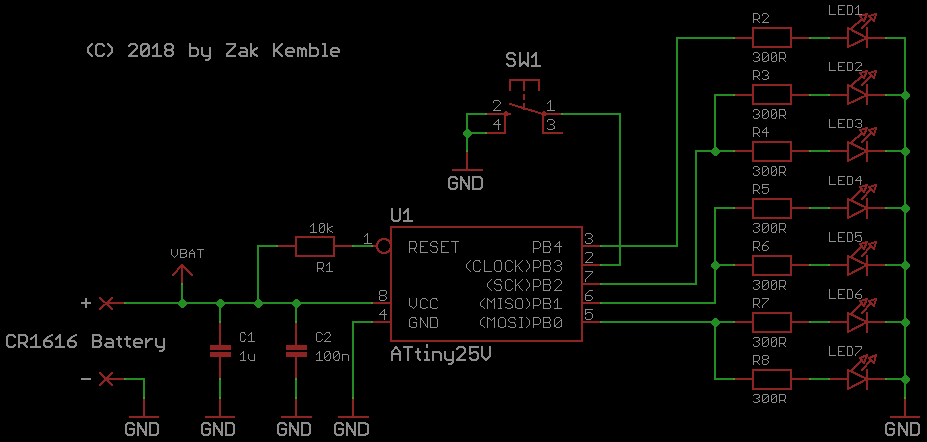 (C) 2018 by Zak Kemble
SW1
2
1
4
3
GND
R2
300R
LED1
R3
300R
LED2
R4
300R
LED3
R5
300R
LED4
R6
300R
LED5
R7
300R
LED6
R8
300R
LED7
GND
U1
1
RESET
PB4
3
(CLOCK)PB3
2
(SCK)PB2
7
8
VCC
(MISO)PB1
6
4
GND
(MOSI)PB0
5
ATtiny25V
10k
R1
VBAT
+
CR1616 Battery
-
C1
1u
C2
100n
GND
GND
GND
GND